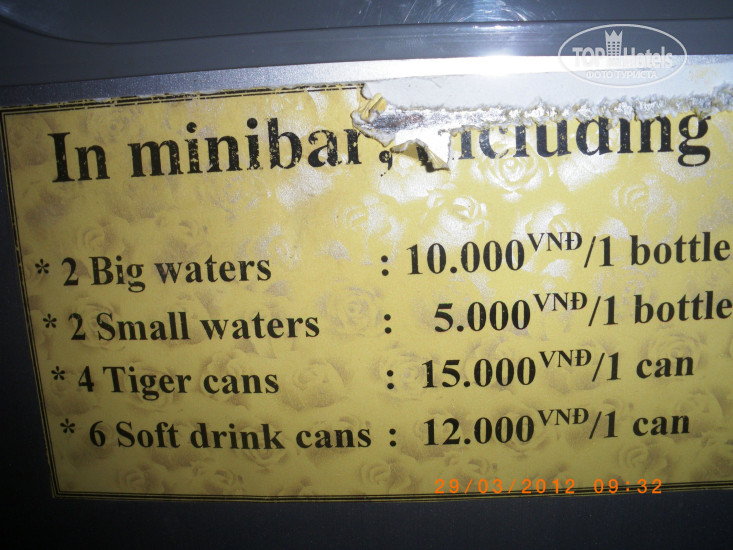 TOP Hotels
ФОТО ТУРИСТА
In minibar, including
* 2 Big waters : 10.000VNĐ/1 bottle
* 2 Small waters : 5.000VNĐ/1 bottle
* 4 Tiger cans : 15.000VNĐ/1 can
* 6 Soft drink cans : 12.000VNĐ/1 can
29/03/2012 09:32